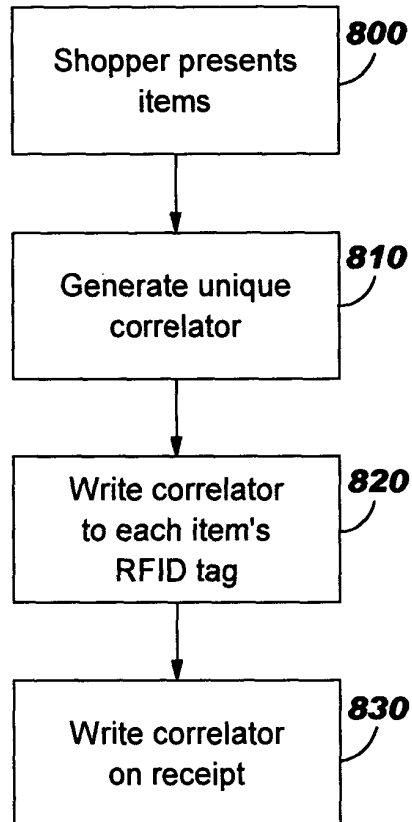 800
Shopper presents
items
810
Generate unique
correlator
820
Write correlator
to each item's
RFID tag
830
Write correlator
on receipt